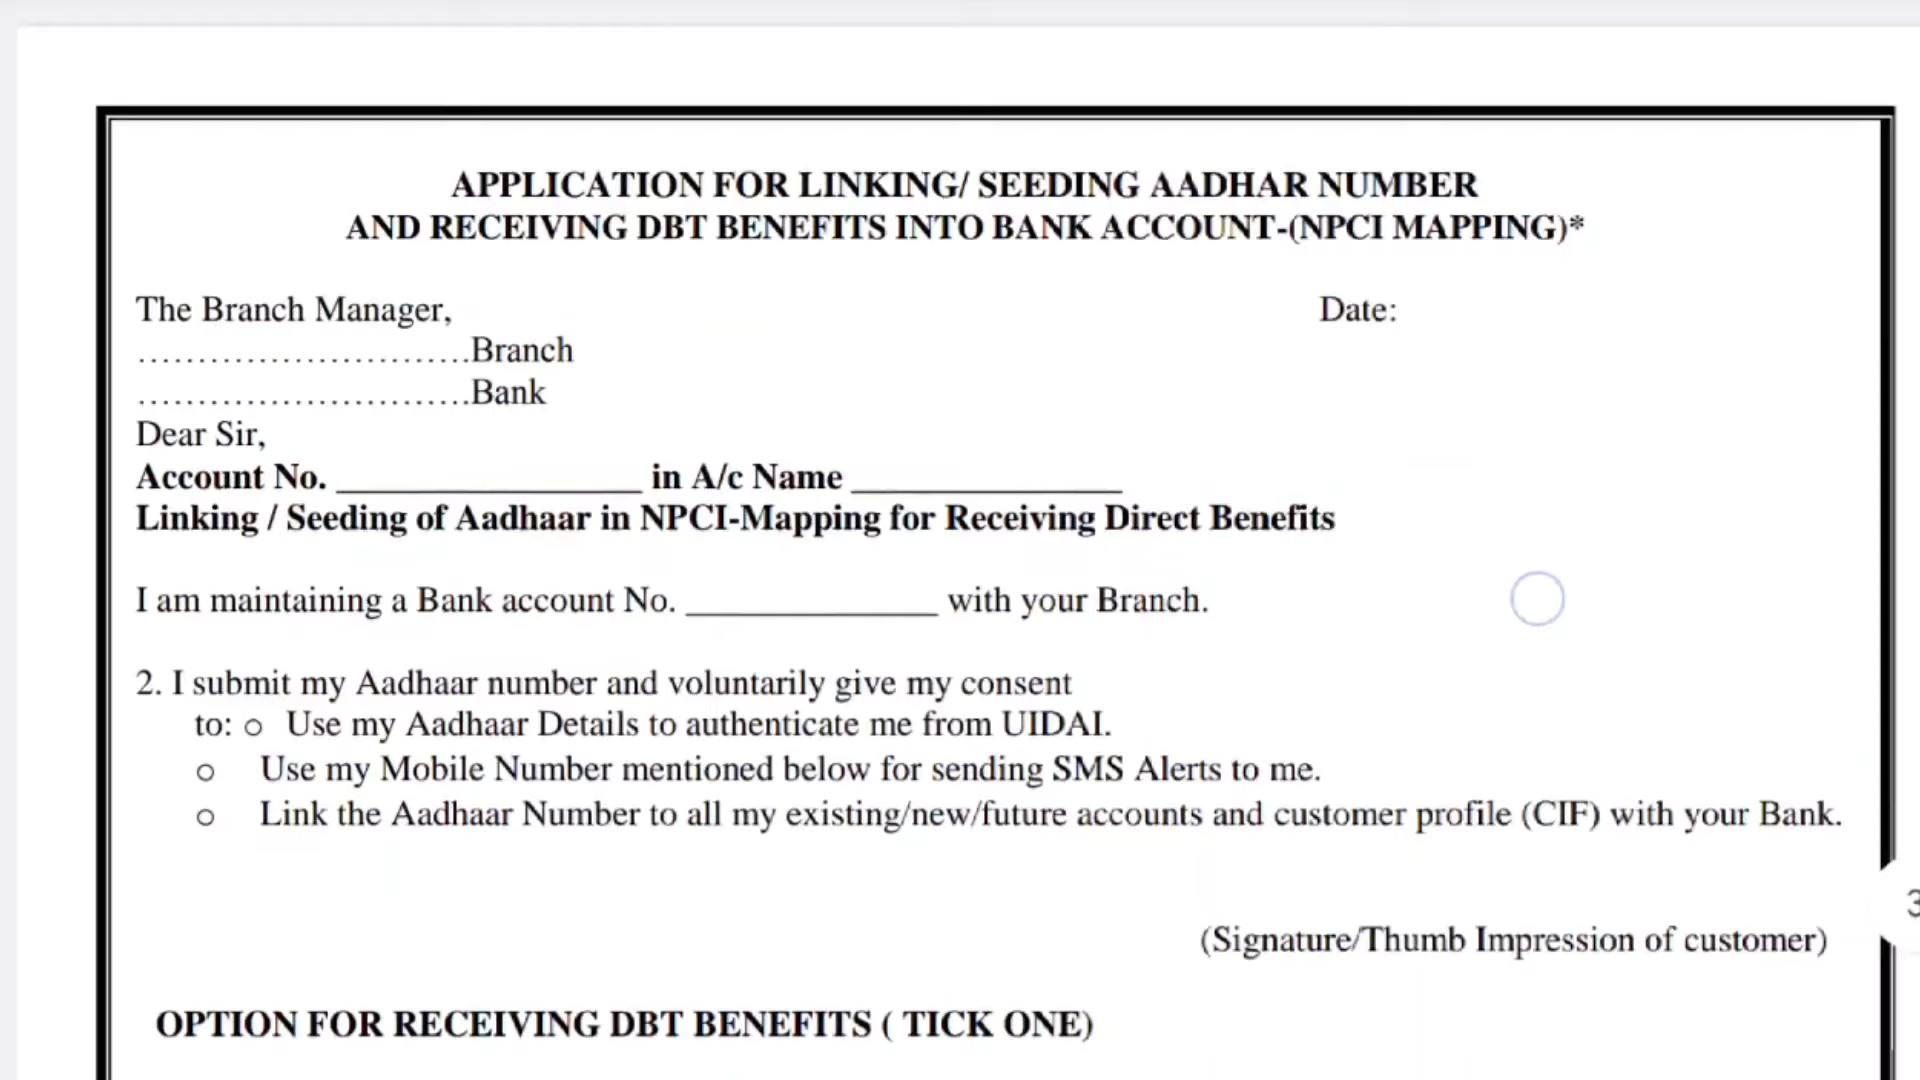 APPLICATION FOR LINKING/ SEEDING AADHAR NUMBER
AND RECEIVING DBT BENEFITS INTO BANK ACCOUNT-(NPCI MAPPING)*
The Branch Manager, Date:
............................Branch
............................Bank
Dear Sir,
Account No. _________________ in A/c Name _______________
Linking / Seeding of Aadhaar in NPCI-Mapping for Receiving Direct Benefits
I am maintaining a Bank account No. ______________ with your Branch.
2. I submit my Aadhaar number and voluntarily give my consent
to: o Use my Aadhaar Details to authenticate me from UIDAI.
o Use my Mobile Number mentioned below for sending SMS Alerts to me.
o Link the Aadhaar Number to all my existing/new/future accounts and customer profile (CIF) with your Bank.
(Signature/Thumb Impression of customer)
OPTION FOR RECEIVING DBT BENEFITS ( TICK ONE)